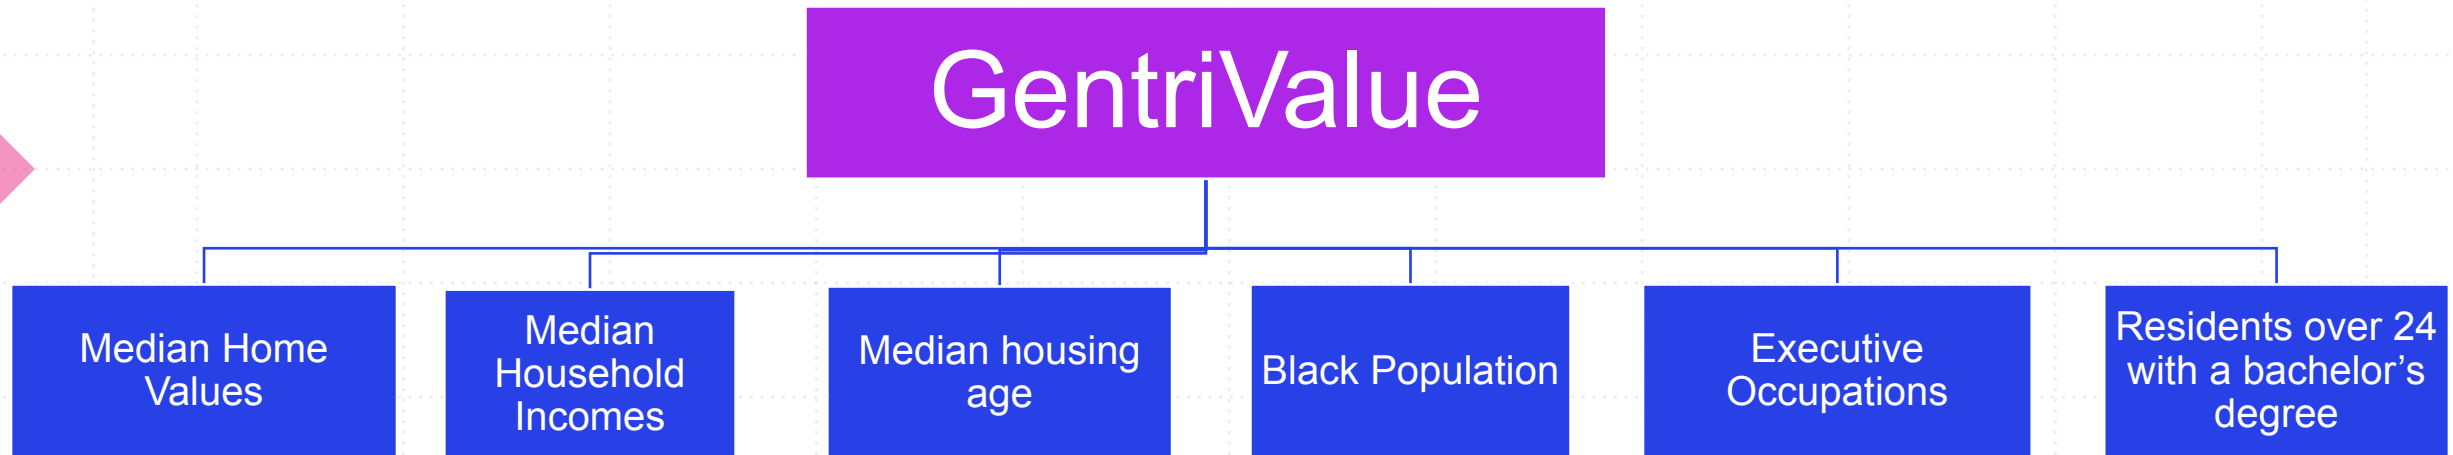 GentriValue
Median Home
Values
Median
Household
Incomes
Median housing
age
Black Population
Executive
Occupations
Residents over 24
with a bachelor’s
degree